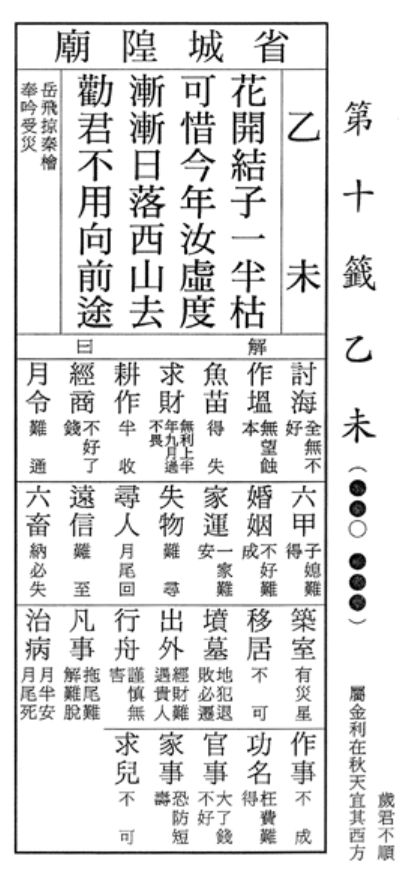 第十籤乙未(●●○ ●●●)
歲君不順
屬金利在秋天宜其西方
省城隍廟
乙未
花開結子一半枯
可惜今年汝虛度
漸漸日落西山去
勸君不用向前途
岳飛掠秦檜
奉吟受災
解曰
討海 全無不好
作塭 無望蝕本
魚苗 得失
求財 無利上半年九月過不畏
耕作 半收
經商 不好了錢
月令 難通
六甲 子媳難得
婚姻 不好難成
家運 一家難安
失物 難尋
尋人 月尾回
遠信 難至
六畜 納必失
築室 有災星
移居 不可
墳墓 地犯退敗必遷
出外 經財難遇貴人
行舟 謹慎無害
凡事 拖尾難解難脫
治病 月半安月尾死
作事 不成
功名 枉費難得
官事 大了錢不好
家事 恐防短壽
求兒 不可